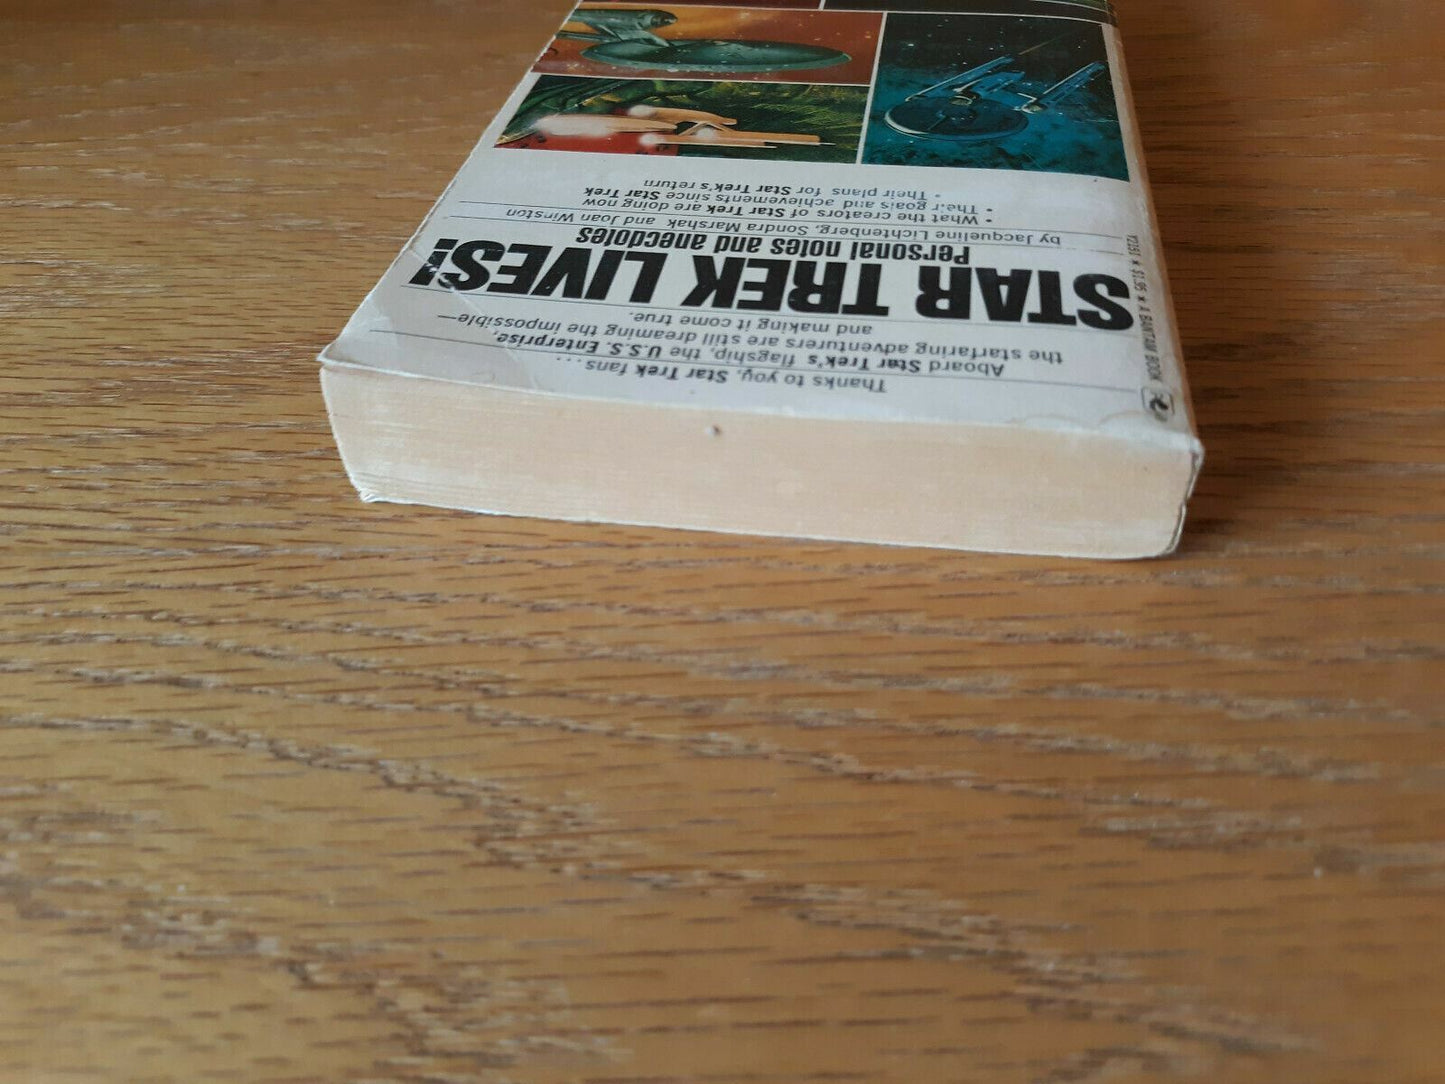 Thanks to you, Star Trek fans,
Aboard Star Trek's flagship, the U.S.S. Enterprise,
the starfaring adventurers are still dreaming the impossible—
and making it come true.
STAR TREK LIVES!
Personal notes and anecdotes
by Jacqueline Lichtenberg, Sondra Marshak and Joan Winston
• What the creators of Star Trek are doing now
• Their goals and achievements since Star Trek
• Their plans for Star Trek's return
T2151 ★ $1.95 ★ A BANTAM BOOK